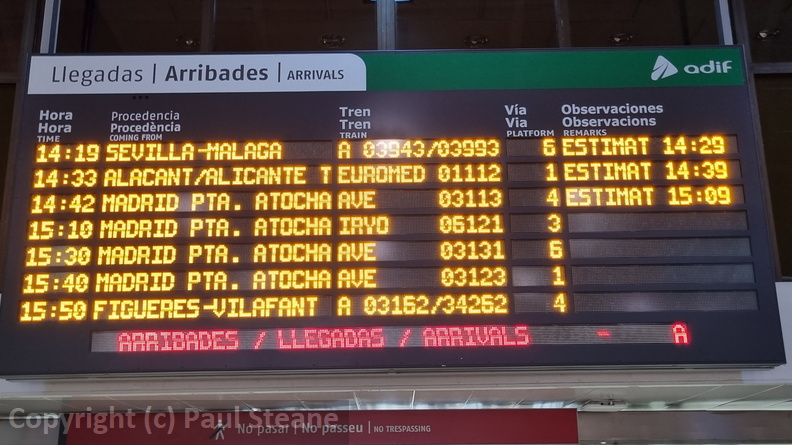 Llegadas | Arribades | ARRIVALS
adif
Hora Procedencia Tren Vía Observaciones
Hora Procedència Tren Via Observacions
TIME COMING FROM TRAIN PLATFORM REMARKS
14:19 SEVILLA-MALAGA A 03943/03993 6 ESTIMAT 14:29
14:33 ALACANT/ALICANTE T EUROMED 01112 1 ESTIMAT 14:39
14:42 MADRID PTA. ATOCHA AVE 03113 4 ESTIMAT 15:09
15:10 MADRID PTA. ATOCHA IRYO 06121 3
15:30 MADRID PTA. ATOCHA AVE 03131 6
15:40 MADRID PTA. ATOCHA AVE 03123 1
15:50 FIGUERES-VILAFANT A 03162/34262 4
ARRIBADES / LLEGADAS / ARRIVALS - A
Copyright (c) Paul Steane
No pasar | No passeu | NO TRESPASSING